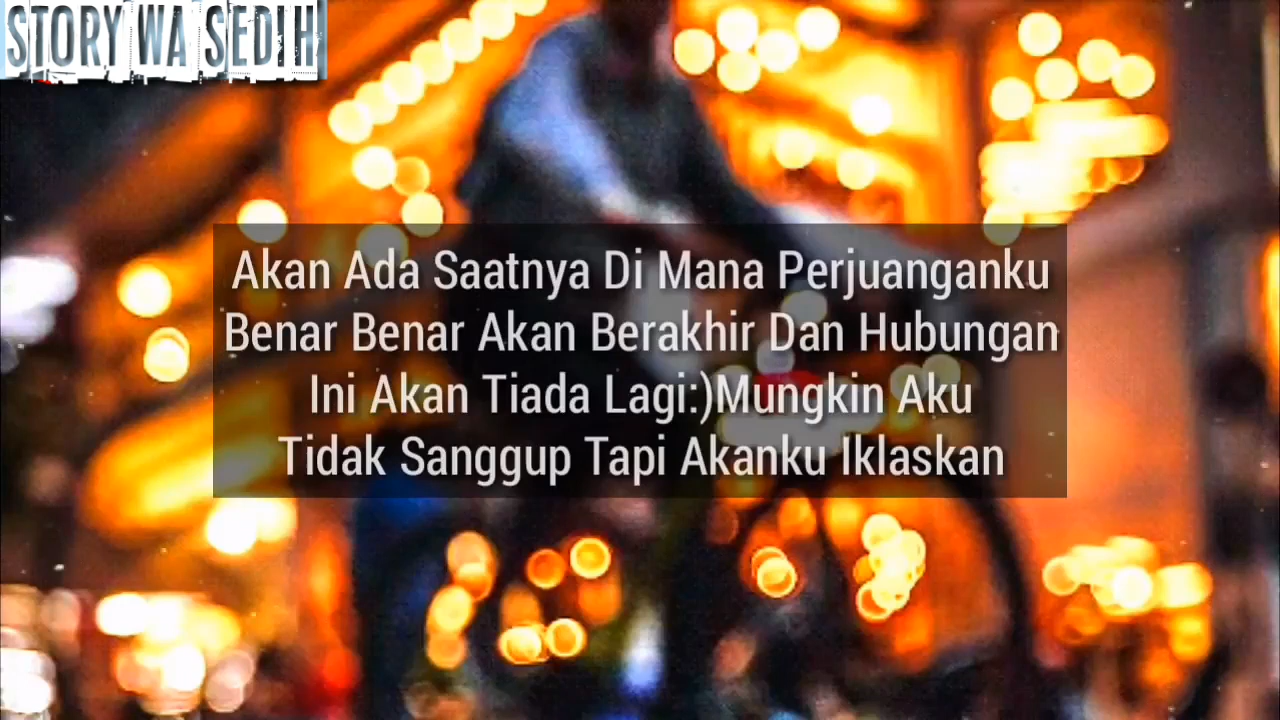 STORY WA SEDIH
Akan Ada Saatnya Di Mana Perjuanganku
Benar Benar Akan Berakhir Dan Hubungan
Ini Akan Tiada Lagi:)Mungkin Aku
Tidak Sanggup Tapi Akanku Iklaskan